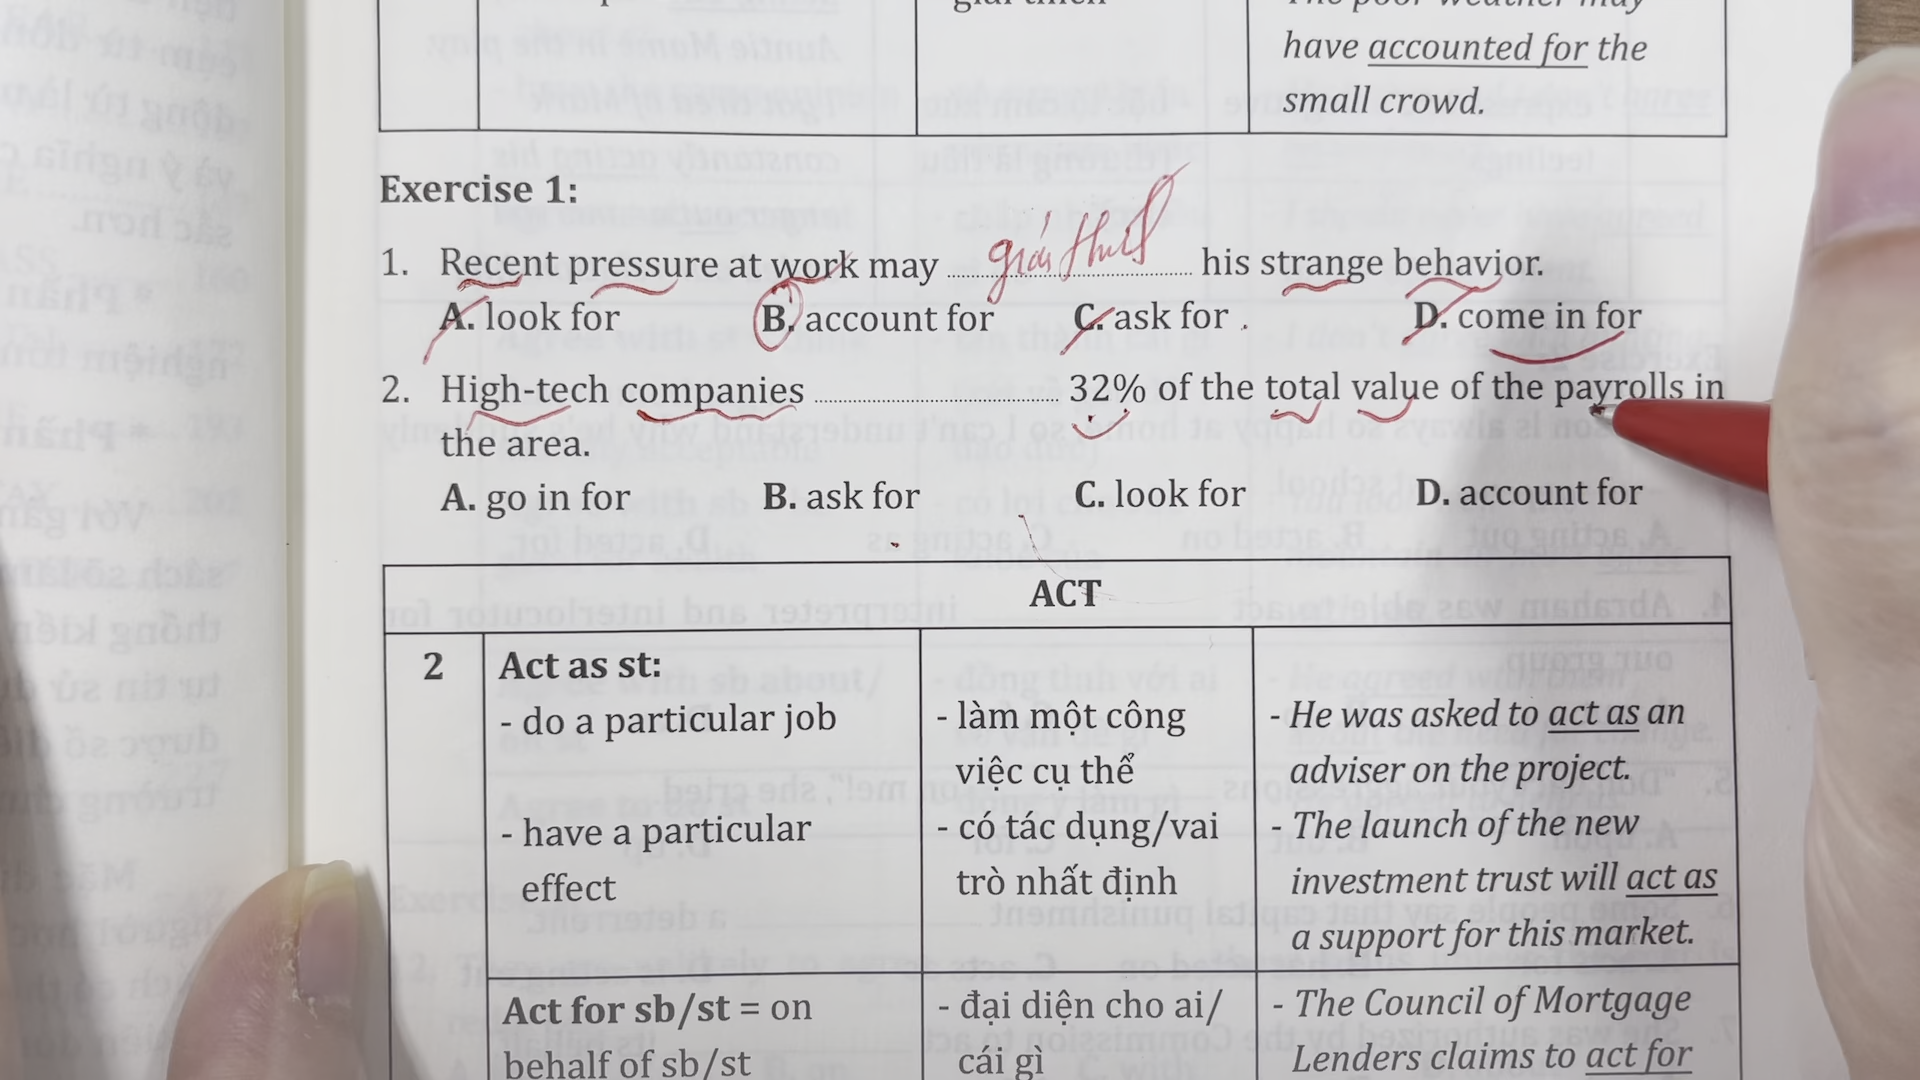 have accounted for the
small crowd.
Exercise 1:
1. Recent pressure at work may ........ giải thích ........ his strange behavior.
A. look for B. account for C. ask for D. come in for
2. High-tech companies ........ 32% of the total value of the payrolls in
the area.
A. go in for B. ask for C. look for D. account for
ACT
2 Act as st:
- do a particular job - làm một công - He was asked to act as an
việc cụ thể adviser on the project.
- have a particular - có tác dụng/vai - The launch of the new
effect trò nhất định investment trust will act as
a support for this market.
Act for sb/st = on - đại diện cho ai/ - The Council of Mortgage
behalf of sb/st cái gì Lenders claims to act for